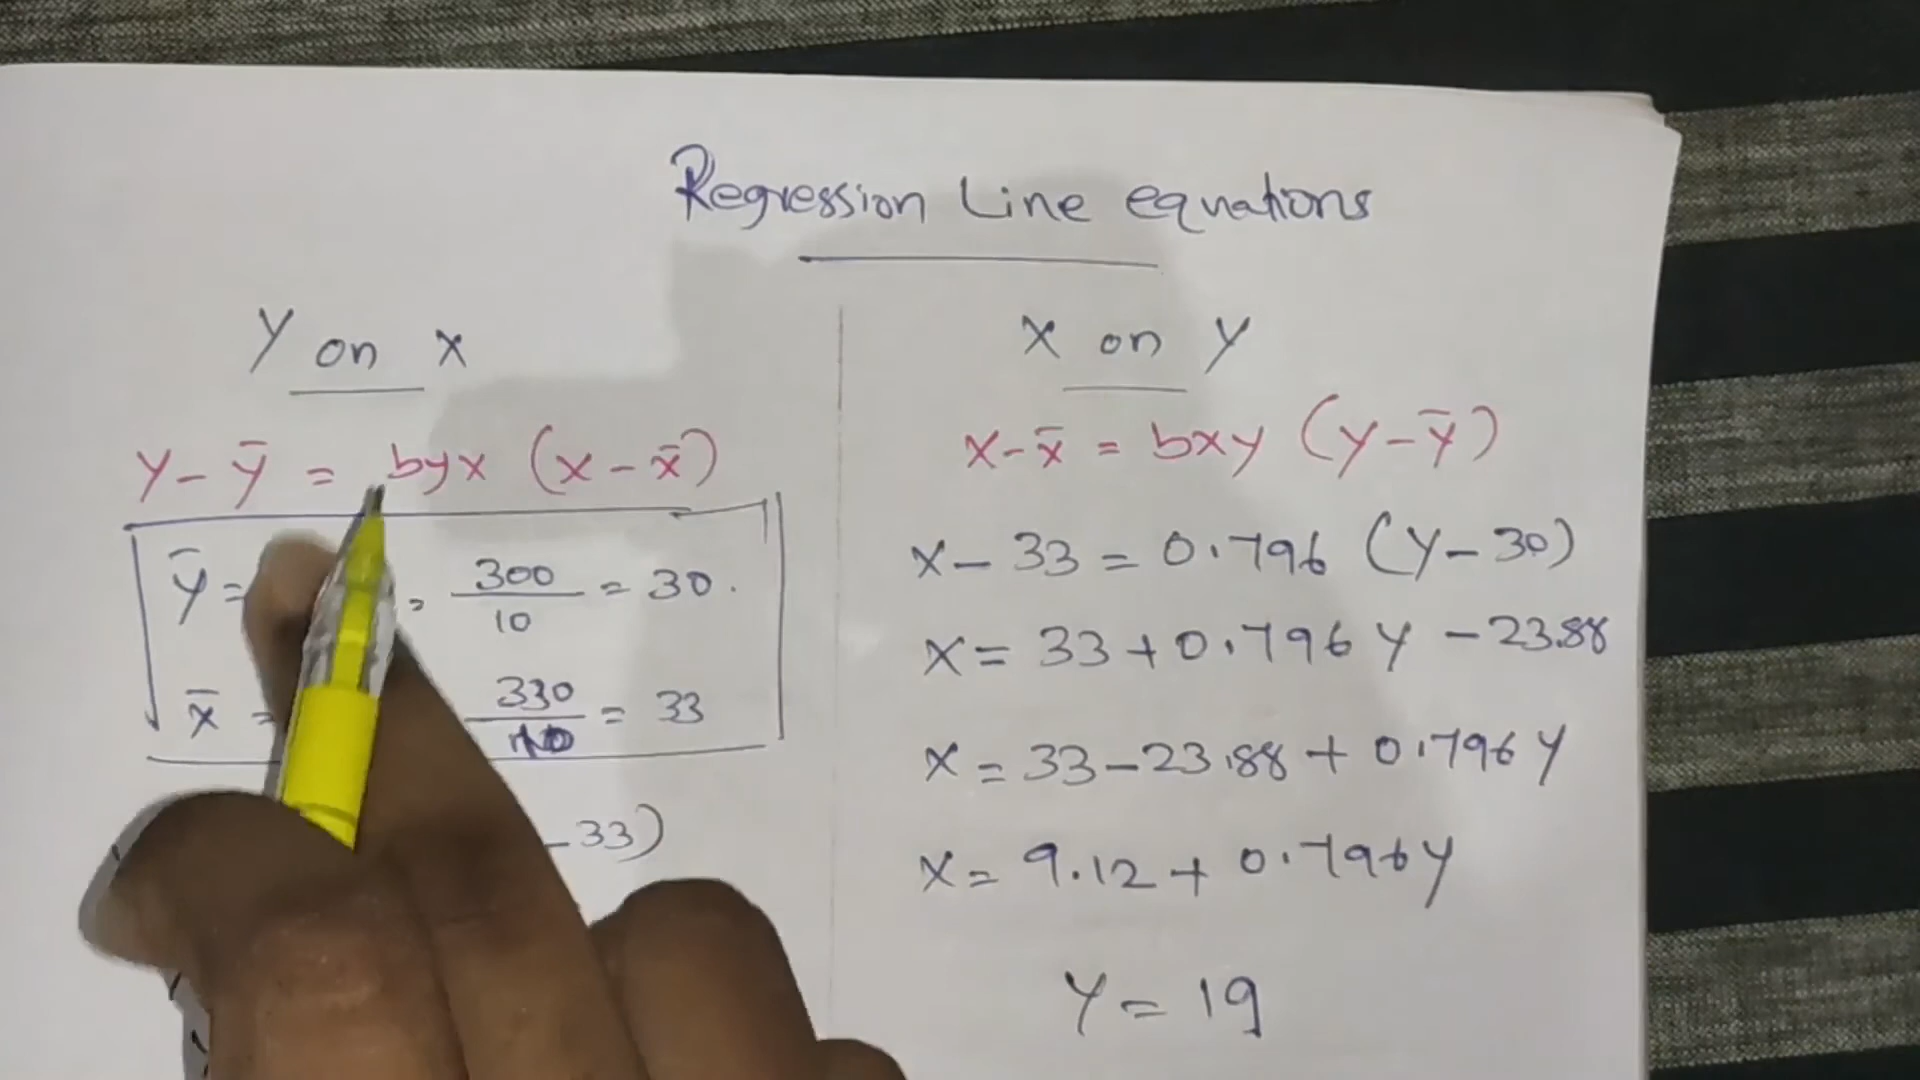 Regression Line equations
Y on x
y - ȳ = byx (x - x̄)
ȳ = = 300/10 = 30.
x̄ = 330/10 = 33
- 33)
X on Y
x - x̄ = bxy (y - ȳ)
x - 33 = 0.796 (y - 30)
x = 33 + 0.796 y - 23.88
x = 33 - 23.88 + 0.796 y
x = 9.12 + 0.796 y
Y = 19